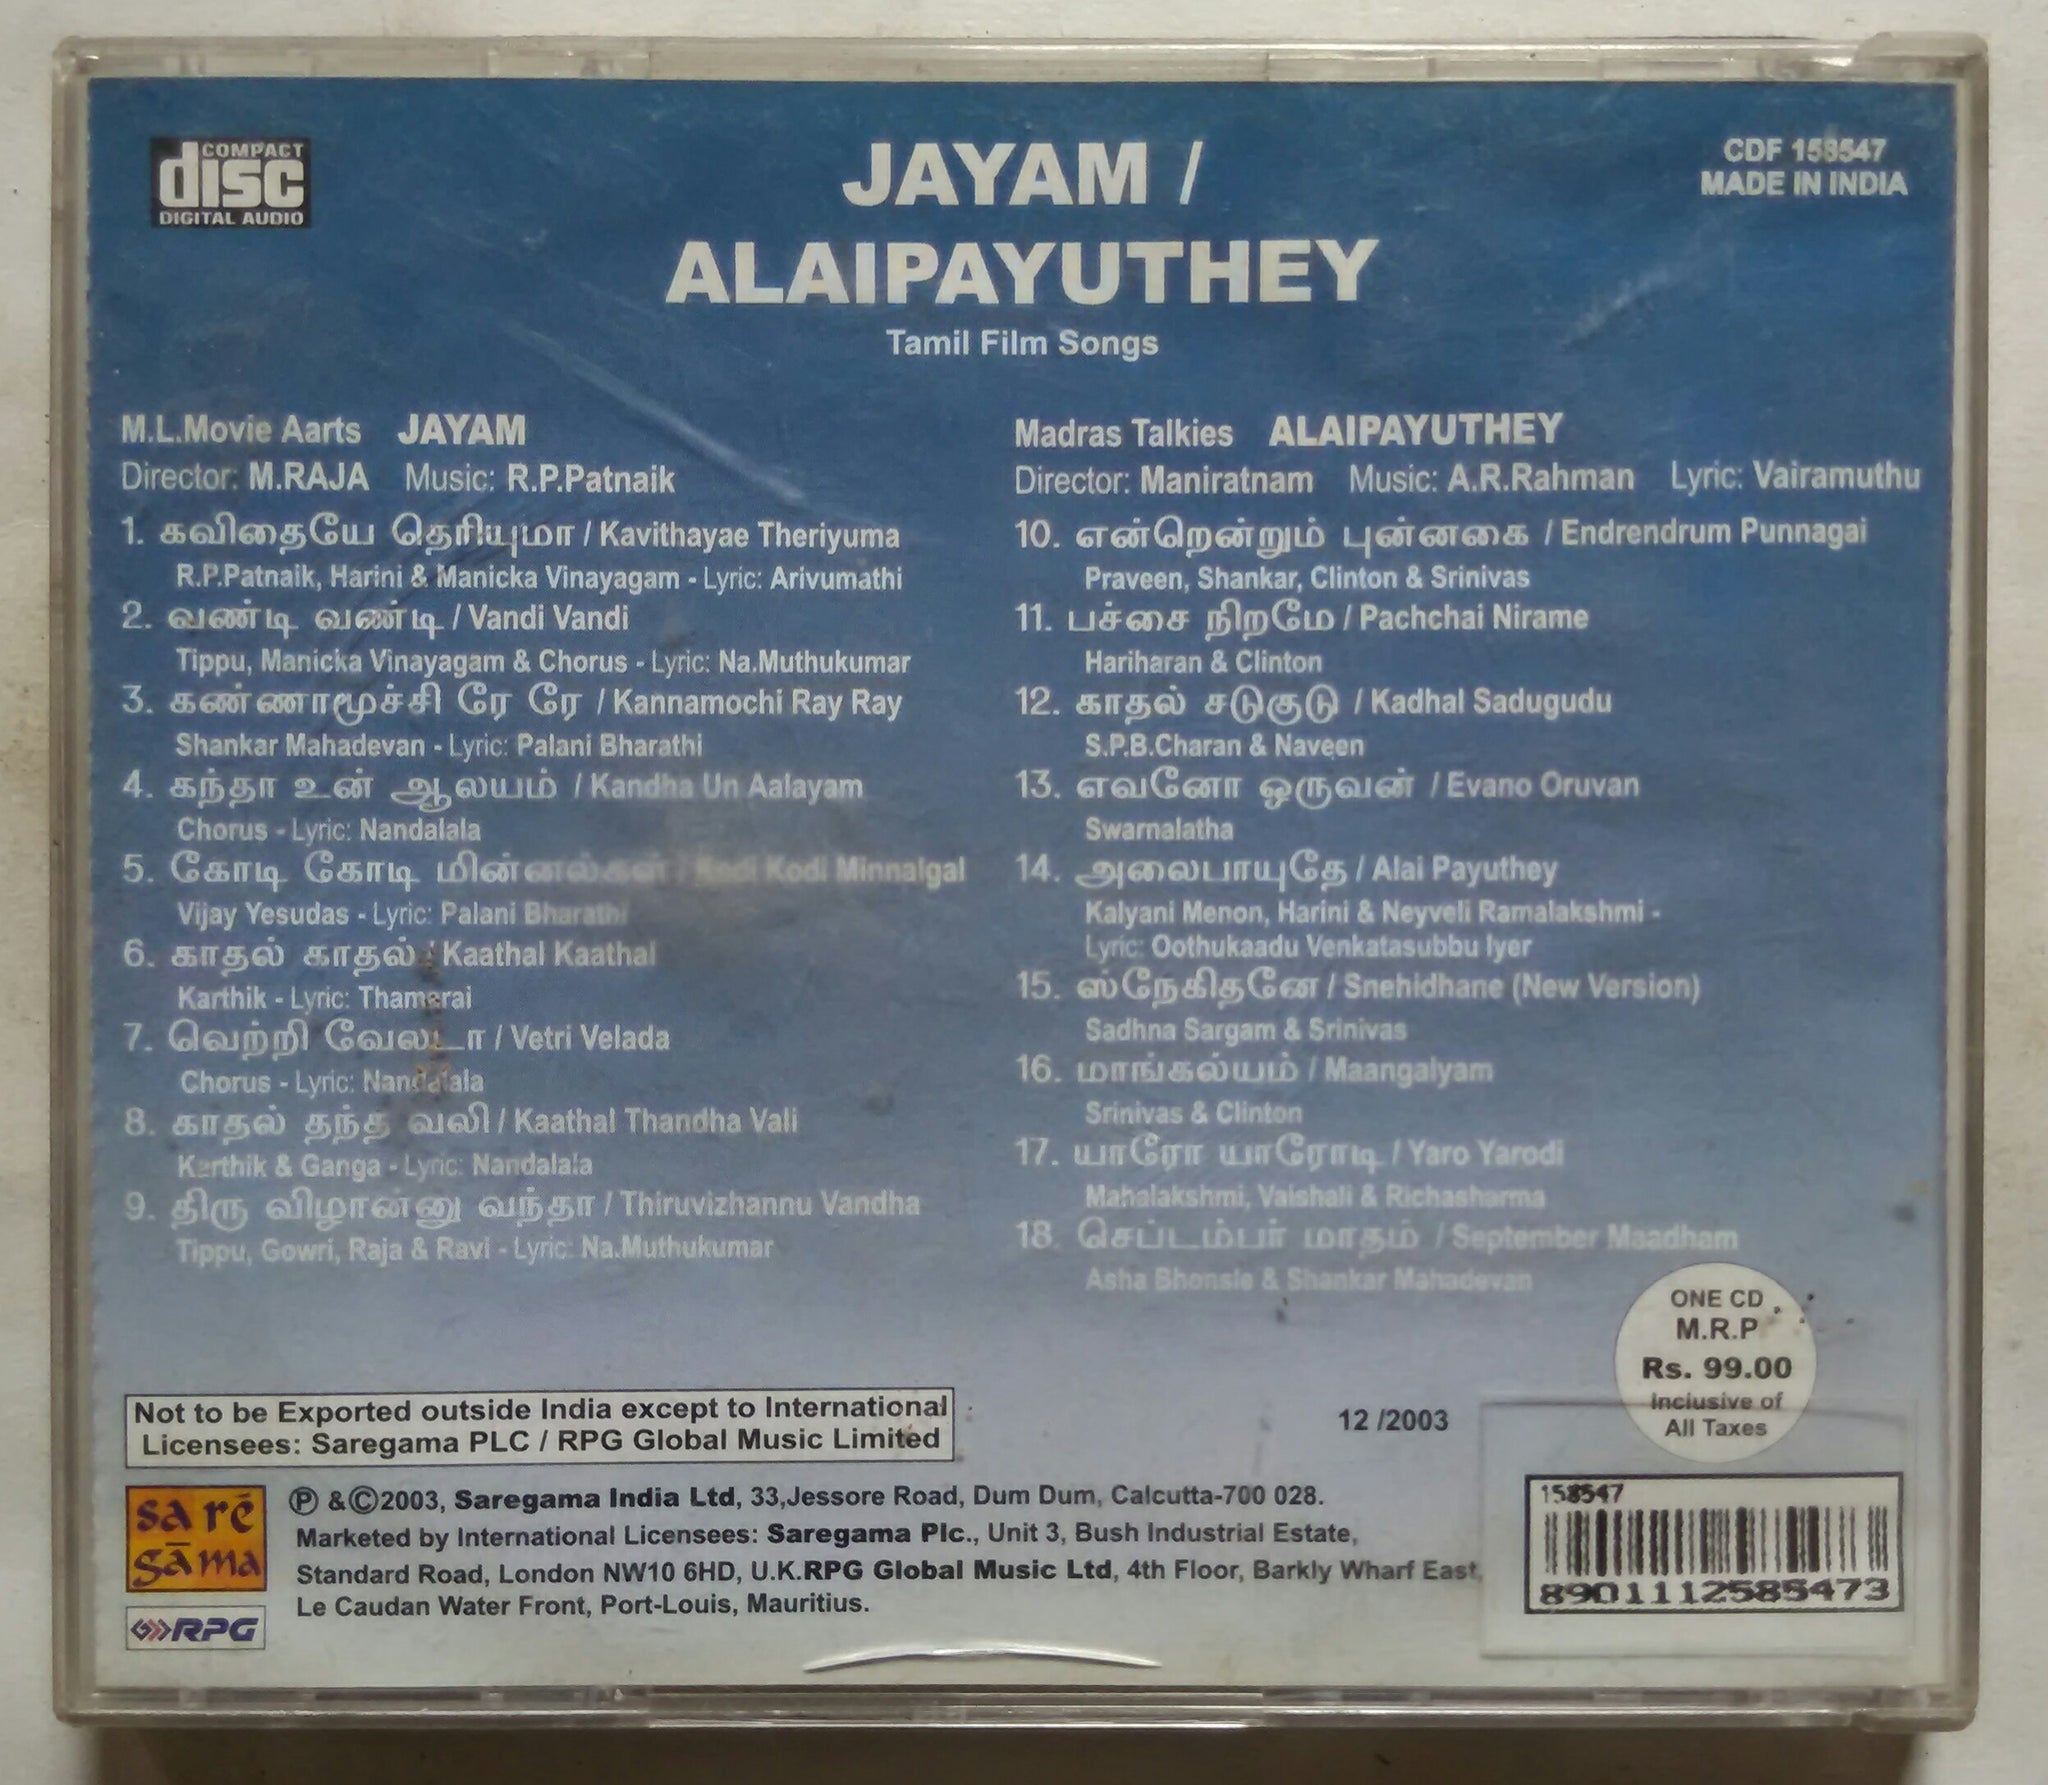 COMPACT
disc
DIGITAL AUDIO
JAYAM /
ALAIPAYUTHEY
Tamil Film Songs
CDF 158547
MADE IN INDIA
M.L.Movie Aarts JAYAM
Director: M.RAJA Music: R.P.Patnaik
1. கவிதையே தெரியுமா / Kavithayae Theriyuma
R.P.Patnaik, Harini & Manicka Vinayagam - Lyric: Arivumathi
2. வண்டி வண்டி / Vandi Vandi
Tippu, Manicka Vinayagam & Chorus - Lyric: Na.Muthukumar
3. கண்ணாமூச்சி ரே ரே / Kannamochi Ray Ray
Shankar Mahadevan - Lyric: Palani Bharathi
4. கந்தா உன் ஆலயம் / Kandha Un Aalayam
Chorus - Lyric: Nandalala
5. கோடி கோடி மின்னல்கள் / Kodi Kodi Minnalgal
Vijay Yesudas - Lyric: Palani Bharathi
6. காதல் காதல் / Kaathal Kaathal
Karthik - Lyric: Thamarai
7. வெற்றி வேலடா / Vetri Velada
Chorus - Lyric: Nandalala
8. காதல் தந்த வலி / Kaathal Thandha Vali
Karthik & Ganga - Lyric: Nandalala
9. திரு விழான்னு வந்தா / Thiruvizhannu Vandha
Tippu, Gowri, Raja & Ravi - Lyric: Na.Muthukumar
Madras Talkies ALAIPAYUTHEY
Director: Maniratnam Music: A.R.Rahman Lyric: Vairamuthu
10. என்றென்றும் புன்னகை / Endrendrum Punnagai
Praveen, Shankar, Clinton & Srinivas
11. பச்சை நிறமே / Pachchai Nirame
Hariharan & Clinton
12. காதல் சடுகுடு / Kadhal Sadugudu
S.P.B.Charan & Naveen
13. எவனோ ஒருவன் / Evano Oruvan
Swarnalatha
14. அலைபாயுதே / Alai Payuthey
Kalyani Menon, Harini & Neyveli Ramalakshmi -
Lyric: Oothukaadu Venkatasubbu Iyer
15. ஸ்நேகிதனே / Snehidhane (New Version)
Sadhna Sargam & Srinivas
16. மாங்கல்யம் / Maangalyam
Srinivas & Clinton
17. யாரோ யாரோடி / Yaro Yarodi
Mahalakshmi, Vaishali & Richasharma
18. செப்டம்பர் மாதம் / September Maadham
Asha Bhonsle & Shankar Mahadevan
ONE CD
M.R.P
Rs. 99.00
Inclusive of
All Taxes
Not to be Exported outside India except to International
Licensees: Saregama PLC / RPG Global Music Limited
12 /2003
sa rē
gāma
RPG
Ⓟ &©2003, Saregama India Ltd, 33,Jessore Road, Dum Dum, Calcutta-700 028.
Marketed by International Licensees: Saregama Plc., Unit 3, Bush Industrial Estate,
Standard Road, London NW10 6HD, U.K.RPG Global Music Ltd, 4th Floor, Barkly Wharf East,
Le Caudan Water Front, Port-Louis, Mauritius.
158547
8901112585473